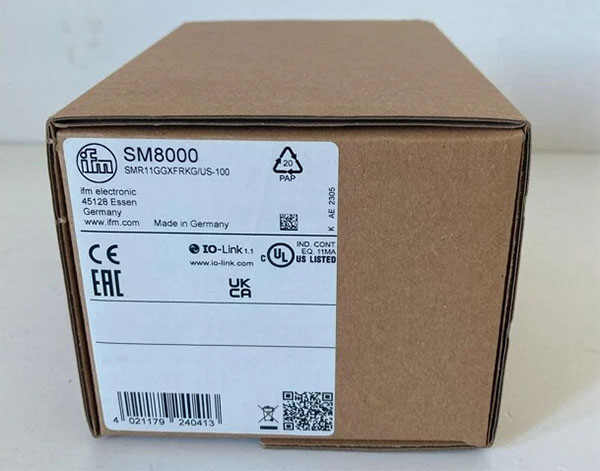 ifm
SM8000
SMR11GGXFRKG/US-100
ifm electronic
45128 Essen
Germany
www.ifm.com
Made in Germany
20
PAP
K AE 2305
CE
EAC
IO-Link 1.1
www.io-link.com
UK
CA
C UL US LISTED
IND. CONT.
EQ. 11MA
4 021179 240413